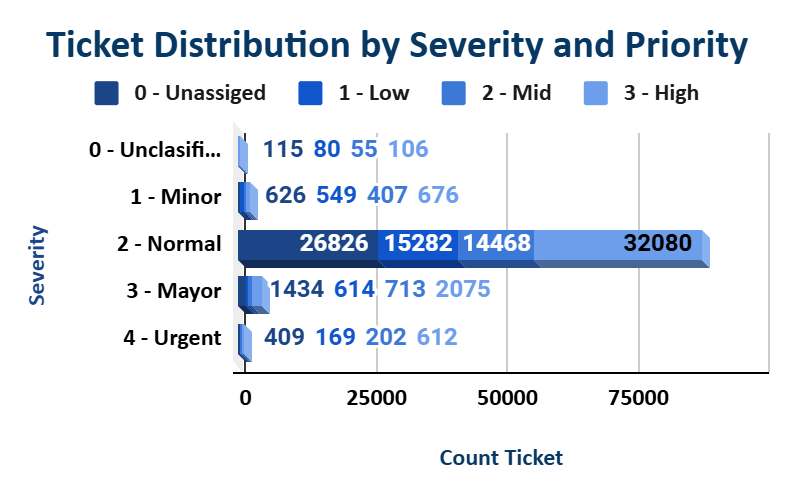 Ticket Distribution by Severity and Priority
0 - Unassiged 1 - Low 2 - Mid 3 - High
0 - Unclasifi... 115 80 55 106
1 - Minor 626 549 407 676
2 - Normal 26826 15282 14468 32080
3 - Mayor 1434 614 713 2075
4 - Urgent 409 169 202 612
0 25000 50000 75000
Severity
Count Ticket